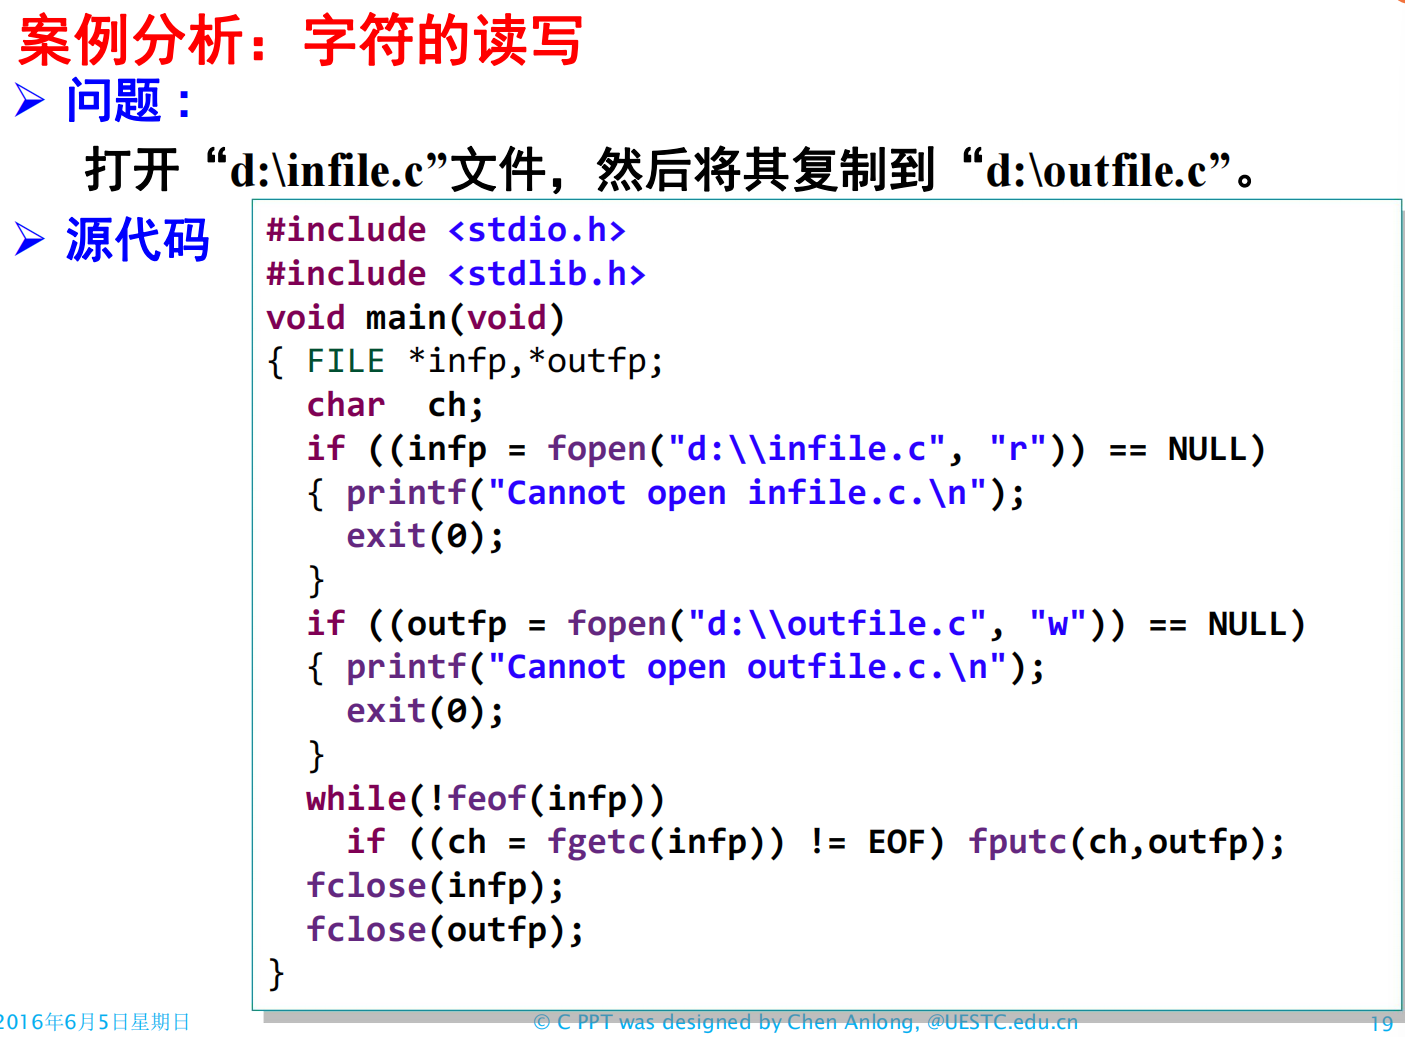 案例分析：字符的读写
➢ 问题：
打开“d:\infile.c”文件，然后将其复制到“d:\outfile.c”。
➢ 源代码
#include <stdio.h>
#include <stdlib.h>
void main(void)
{ FILE *infp,*outfp;
  char  ch;
  if ((infp = fopen("d:\\infile.c", "r")) == NULL)
  { printf("Cannot open infile.c.\n");
    exit(0);
  }
  if ((outfp = fopen("d:\\outfile.c", "w")) == NULL)
  { printf("Cannot open outfile.c.\n");
    exit(0);
  }
  while(!feof(infp))
    if ((ch = fgetc(infp)) != EOF) fputc(ch,outfp);
  fclose(infp);
  fclose(outfp);
}
2016年6月5日星期日
© C PPT was designed by Chen Anlong, @UESTC.edu.cn
19